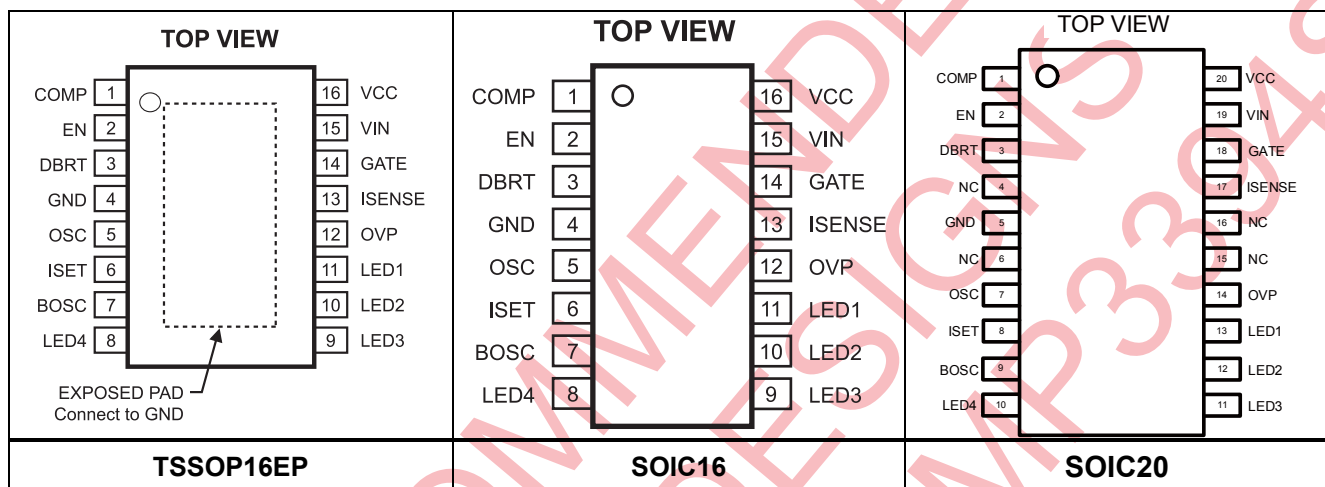 TOP VIEW
COMP 1
EN 2
DBRT 3
GND 4
OSC 5
ISET 6
BOSC 7
LED4 8
16 VCC
15 VIN
14 GATE
13 ISENSE
12 OVP
11 LED1
10 LED2
9 LED3
EXPOSED PAD
Connect to GND
TSSOP16EP
TOP VIEW
COMP 1
EN 2
DBRT 3
GND 4
OSC 5
ISET 6
BOSC 7
LED4 8
16 VCC
15 VIN
14 GATE
13 ISENSE
12 OVP
11 LED1
10 LED2
9 LED3
SOIC16
TOP VIEW
COMP 1
EN 2
DBRT 3
NC 4
GND 5
NC 6
OSC 7
ISET 8
BOSC 9
LED4 10
20 VCC
19 VIN
18 GATE
17 ISENSE
16 NC
15 NC
14 OVP
13 LED1
12 LED2
11 LED3
SOIC20
DESIGNS